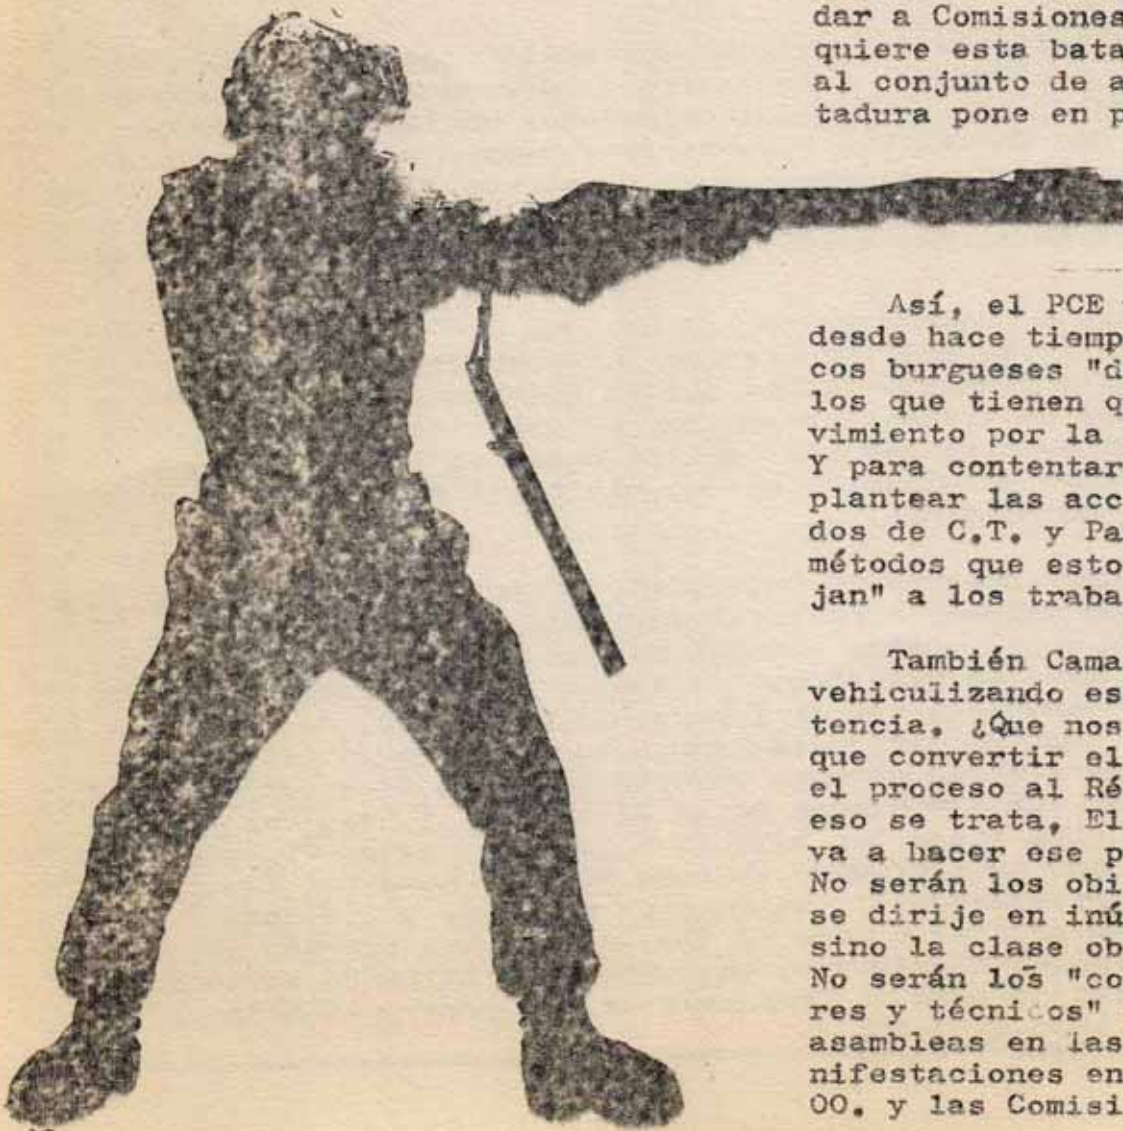 dar a Comisiones
quiere esta bata
al conjunto de a
tadura pone en p
Así, el PCE
desde hace tiemp
cos burgueses "d
los que tienen q
vimiento por la
Y para contentar
plantear las acc
dos de C.T. y Pa
métodos que esto
jan" a los traba
También Cama
vehiculizando es
tencia. ¿Que nos
que convertir el
el proceso al Ré
eso se trata, El
va a hacer ese p
No serán los obi
se dirije en inú
sino la clase ob
No serán los "co
res y técnicos"
asambleas en las
nifestaciones en
OO. y las Comisi